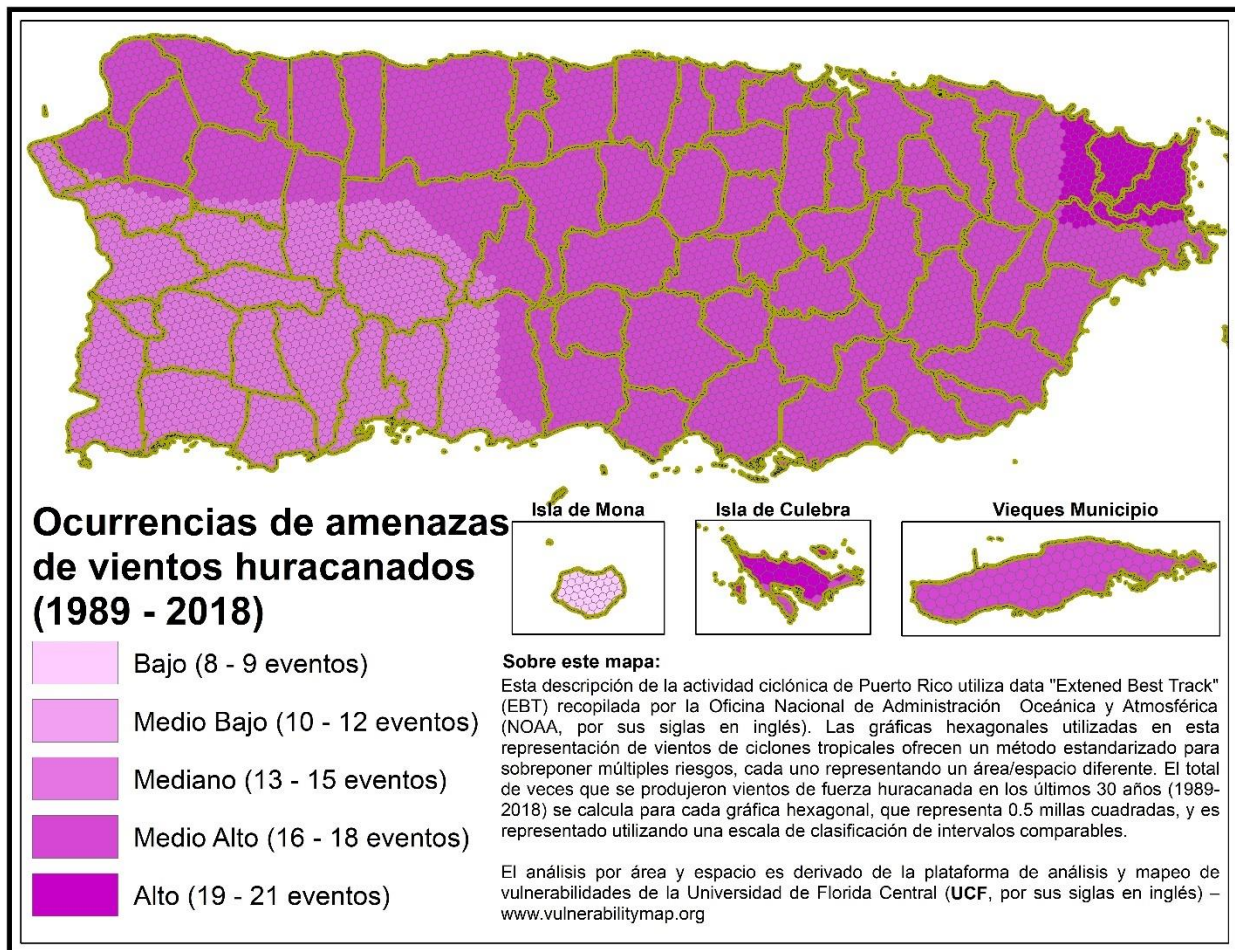 Isla de Mona
Isla de Culebra
Vieques Municipio
Ocurrencias de amenazas
de vientos huracanados
(1989 - 2018)
Bajo (8 - 9 eventos)
Medio Bajo (10 - 12 eventos)
Mediano (13 - 15 eventos)
Medio Alto (16 - 18 eventos)
Alto (19 - 21 eventos)
Sobre este mapa:
Esta descripción de la actividad ciclónica de Puerto Rico utiliza data "Extened Best Track"
(EBT) recopilada por la Oficina Nacional de Administración Oceánica y Atmosférica
(NOAA, por sus siglas en inglés). Las gráficas hexagonales utilizadas en esta
representación de vientos de ciclones tropicales ofrecen un método estandarizado para
sobreponer múltiples riesgos, cada uno representando un área/espacio diferente. El total
de veces que se produjeron vientos de fuerza huracanada en los últimos 30 años (1989-
2018) se calcula para cada gráfica hexagonal, que representa 0.5 millas cuadradas, y es
representado utilizando una escala de clasificación de intervalos comparables.
El análisis por área y espacio es derivado de la plataforma de análisis y mapeo de
vulnerabilidades de la Universidad de Florida Central (UCF, por sus siglas en inglés) –
www.vulnerabilitymap.org